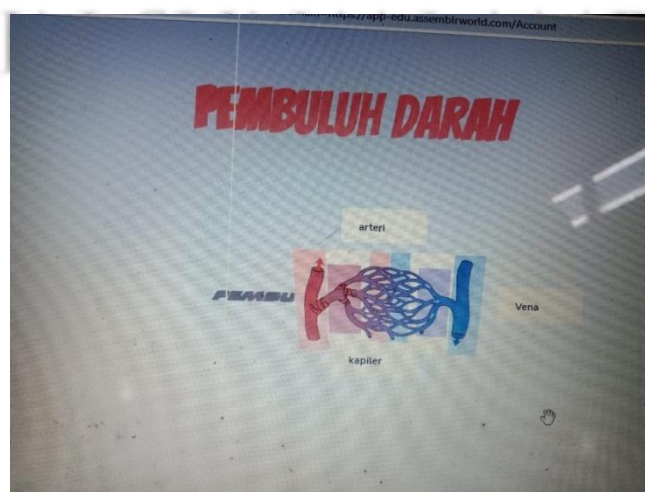 https://app-edu.assemblrworld.com/Account
PEMBULUH DARAH
arteri
PEMBU
Vena
kapiler